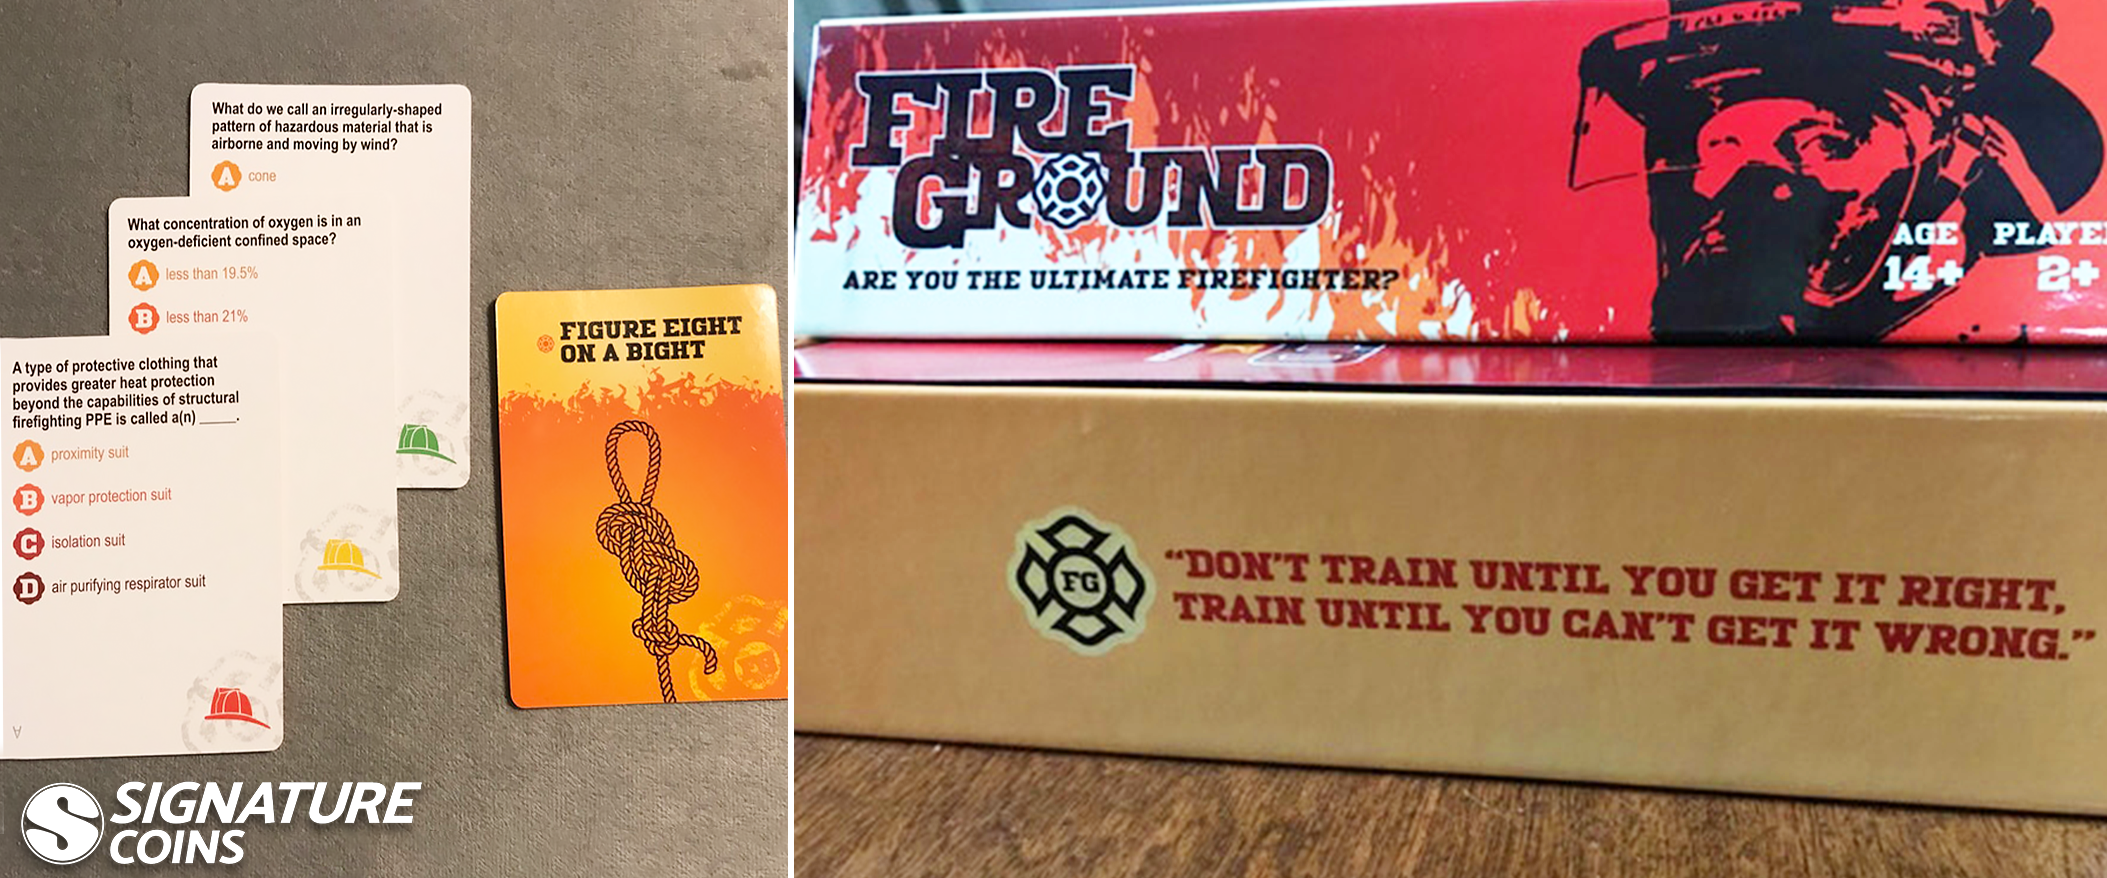 What do we call an irregularly-shaped
pattern of hazardous material that is
airborne and moving by wind?
A cone
What concentration of oxygen is in an
oxygen-deficient confined space?
A less than 19.5%
B less than 21%
A type of protective clothing that
provides greater heat protection
beyond the capabilities of structural
firefighting PPE is called a(n) _____.
A proximity suit
B vapor protection suit
C isolation suit
D air purifying respirator suit
A
FIGURE EIGHT
ON A BIGHT
SIGNATURE
COINS
FIRE
GROUND
ARE YOU THE ULTIMATE FIREFIGHTER?
AGE
14+
PLAYE
2+
FG
"DON'T TRAIN UNTIL YOU GET IT RIGHT,
TRAIN UNTIL YOU CAN'T GET IT WRONG."